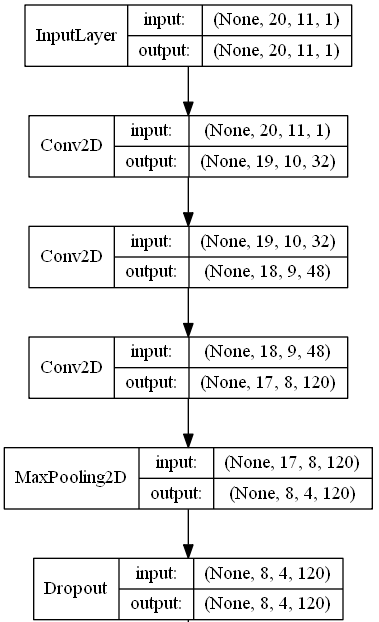 InputLayer
input: (None, 20, 11, 1)
output: (None, 20, 11, 1)
Conv2D
input: (None, 20, 11, 1)
output: (None, 19, 10, 32)
Conv2D
input: (None, 19, 10, 32)
output: (None, 18, 9, 48)
Conv2D
input: (None, 18, 9, 48)
output: (None, 17, 8, 120)
MaxPooling2D
input: (None, 17, 8, 120)
output: (None, 8, 4, 120)
Dropout
input: (None, 8, 4, 120)
output: (None, 8, 4, 120)